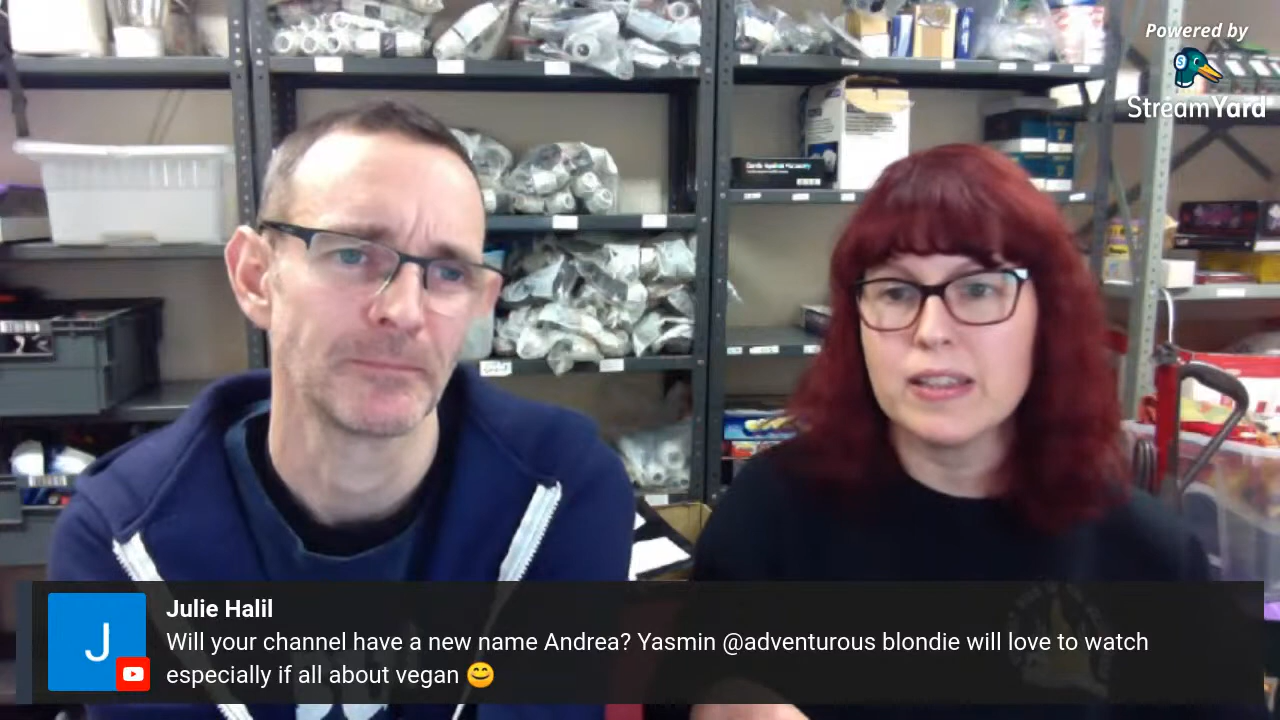 Powered by
StreamYard
Julie Halil
Will your channel have a new name Andrea? Yasmin @adventurous blondie will love to watch
especially if all about vegan 😊
J